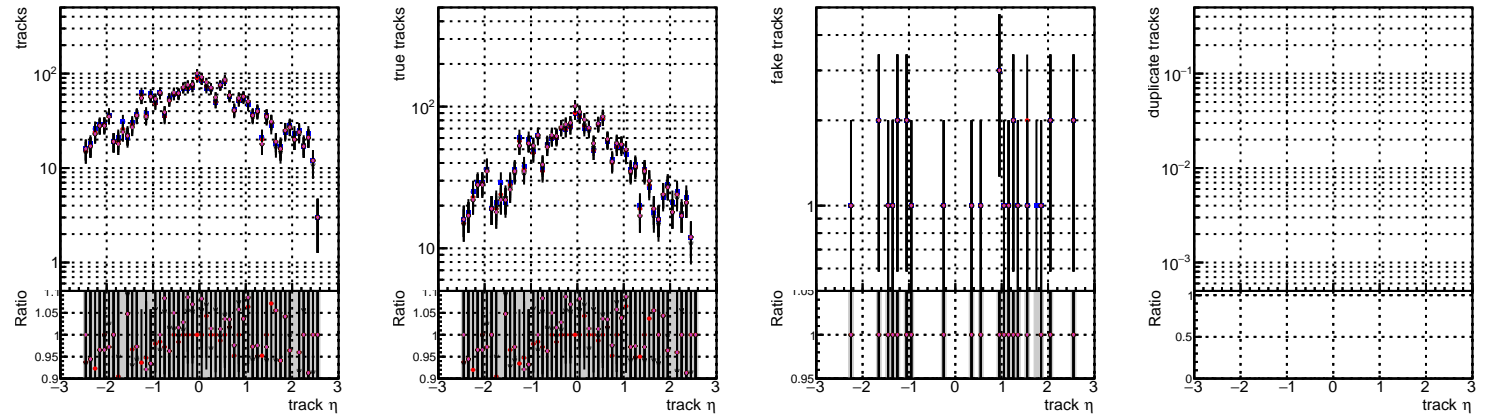 tracks
10²
10
1
Ratio
1.1
1.05
1
0.95
0.9
−3 −2 −1 0 1 2 3
track η
true tracks
10²
10
Ratio
1.1
1.05
1
0.95
0.9
−3 −2 −1 0 1 2 3
track η
fake tracks
1
Ratio
1.05
1
0.95
−3 −2 −1 0 1 2 3
track η
duplicate tracks
10⁻¹
10⁻²
10⁻³
Ratio
1
0.5
0
−3 −2 −1 0 1 2 3
track η